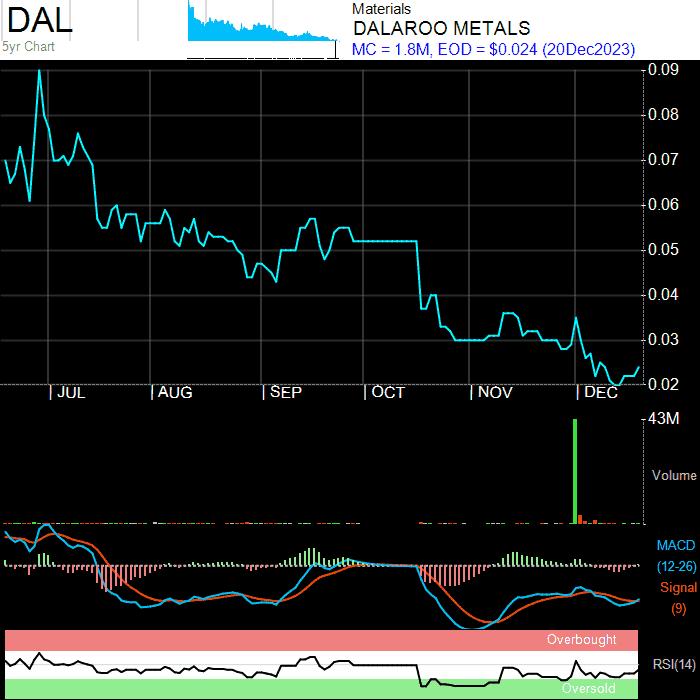 DAL
5yr Chart
Materials
DALAROO METALS
MC = 1.8M, EOD = $0.024 (20Dec2023)
0.09
0.08
0.07
0.06
0.05
0.04
0.03
0.02
JUL AUG SEP OCT NOV DEC
43M
Volume
MACD
(12-26)
Signal
(9)
Overbought
RSI(14)
Oversold